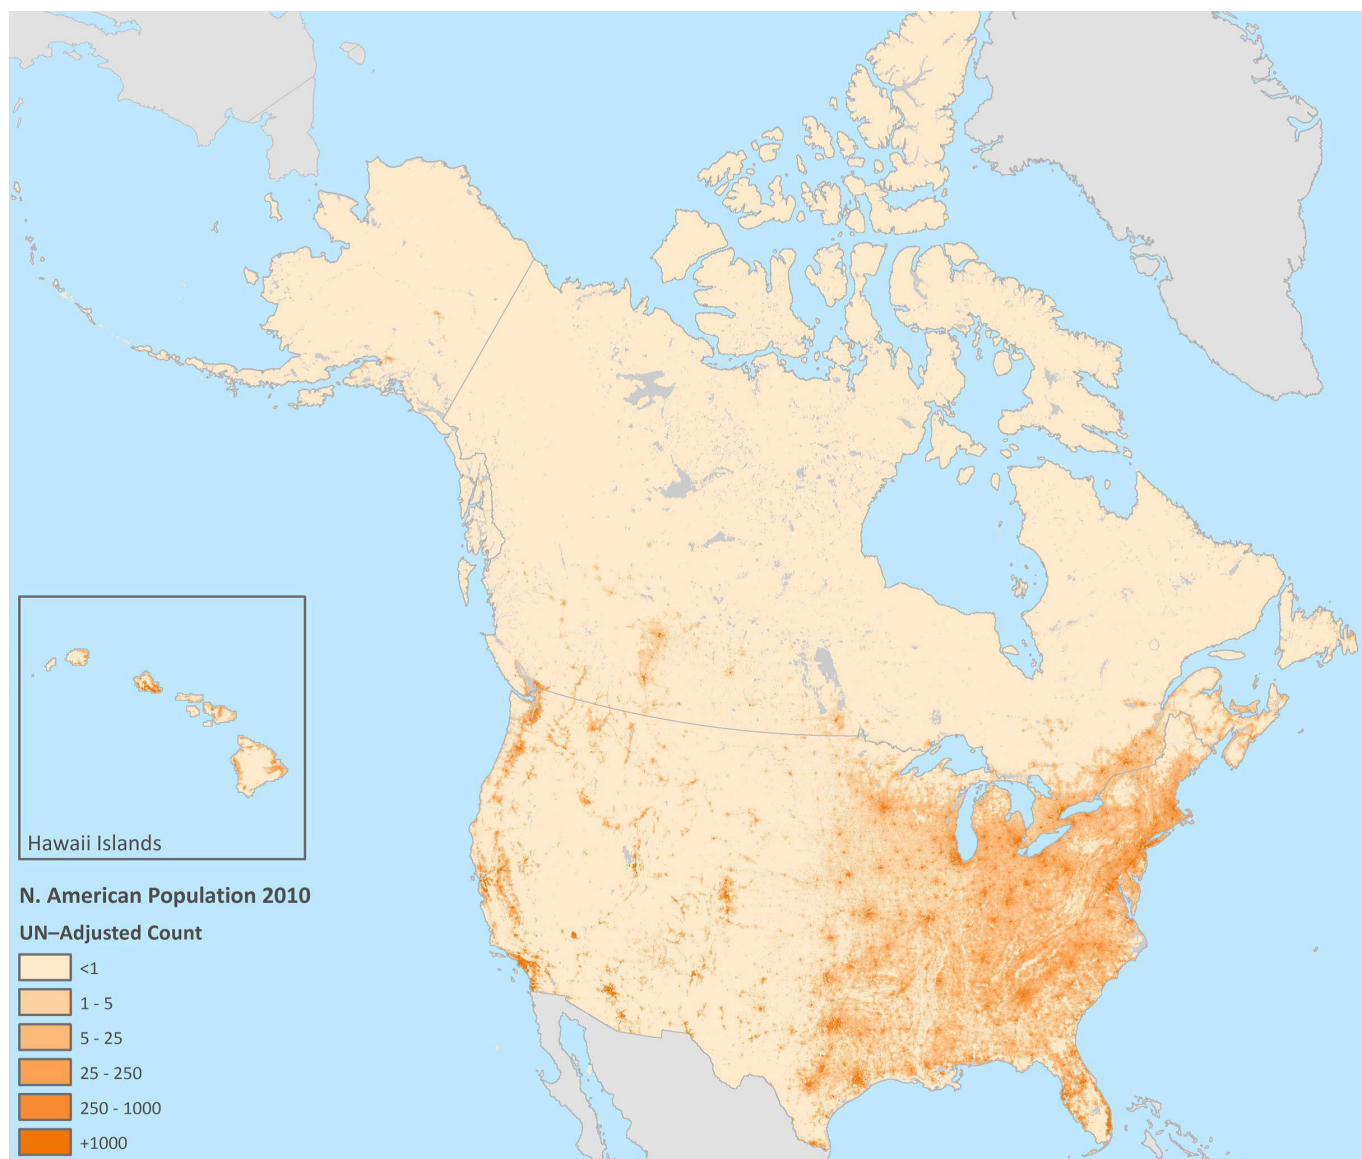 Hawaii Islands
N. American Population 2010
UN–Adjusted Count
<1
1 - 5
5 - 25
25 - 250
250 - 1000
+1000